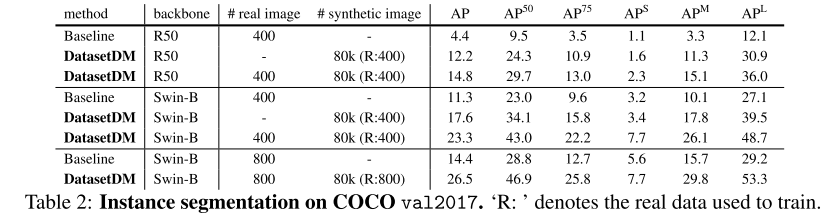 method backbone # real image # synthetic image AP AP50 AP75 APS APM APL
Baseline R50 400 - 4.4 9.5 3.5 1.1 3.3 12.1
DatasetDM R50 - 80k (R:400) 12.2 24.3 10.9 1.6 11.3 30.9
DatasetDM R50 400 80k (R:400) 14.8 29.7 13.0 2.3 15.1 36.0
Baseline Swin-B 400 - 11.3 23.0 9.6 3.2 10.1 27.1
DatasetDM Swin-B - 80k (R:400) 17.6 34.1 15.8 3.4 17.8 39.5
DatasetDM Swin-B 400 80k (R:400) 23.3 43.0 22.2 7.7 26.1 48.7
Baseline Swin-B 800 - 14.4 28.8 12.7 5.6 15.7 29.2
DatasetDM Swin-B 800 80k (R:800) 26.5 46.9 25.8 7.7 29.8 53.3
Table 2: Instance segmentation on COCO val2017. ‘R: ’ denotes the real data used to train.